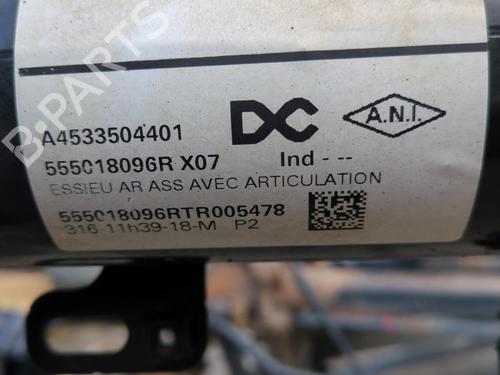 B-PARTS
A4533504401
DC
A.N.I.
555018096R X07
Ind - --
ESSIEU AR ASS AVEC ARTICULATION
555018096RTR005478
316-11h39-18-M P2